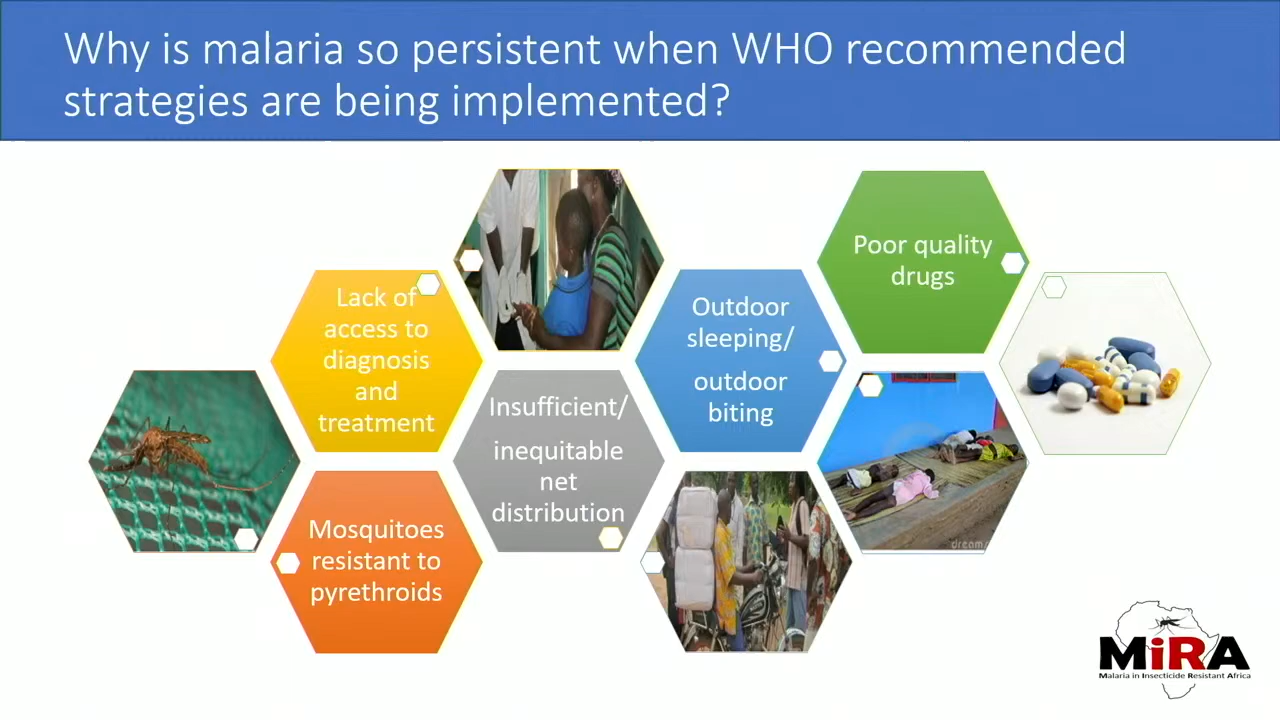 Why is malaria so persistent when WHO recommended
strategies are being implemented?
Lack of
access to
diagnosis
and
treatment
Mosquitoes
resistant to
pyrethroids
Insufficient/
inequitable
net
distribution
Outdoor
sleeping/
outdoor
biting
Poor quality
drugs
MiRA
Malaria in Insecticide Resistant Africa